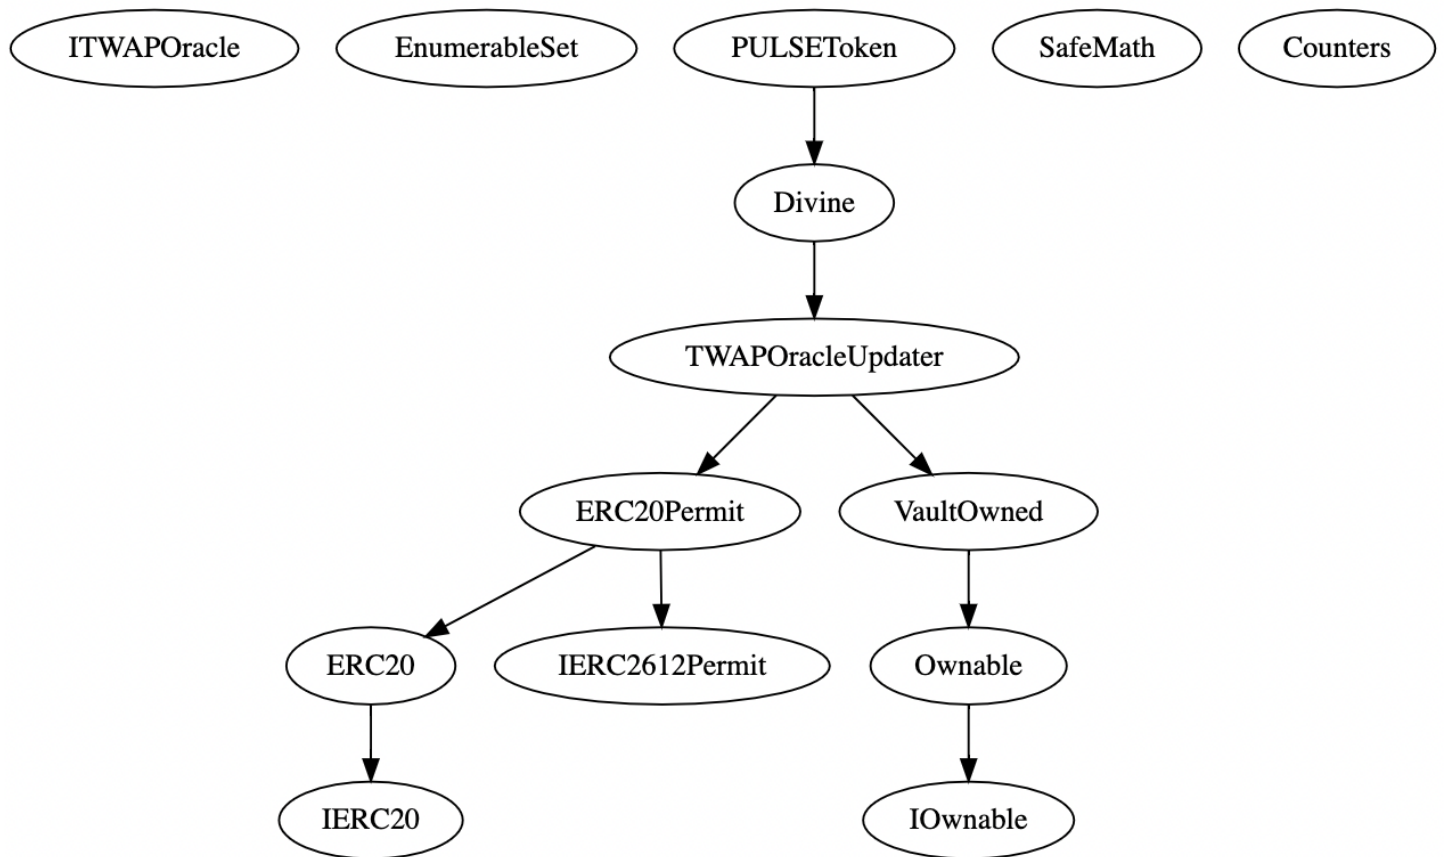 ITWAPOracle
EnumerableSet
PULSEToken
SafeMath
Counters
Divine
TWAPOracleUpdater
ERC20Permit
VaultOwned
ERC20
IERC2612Permit
Ownable
IERC20
IOwnable